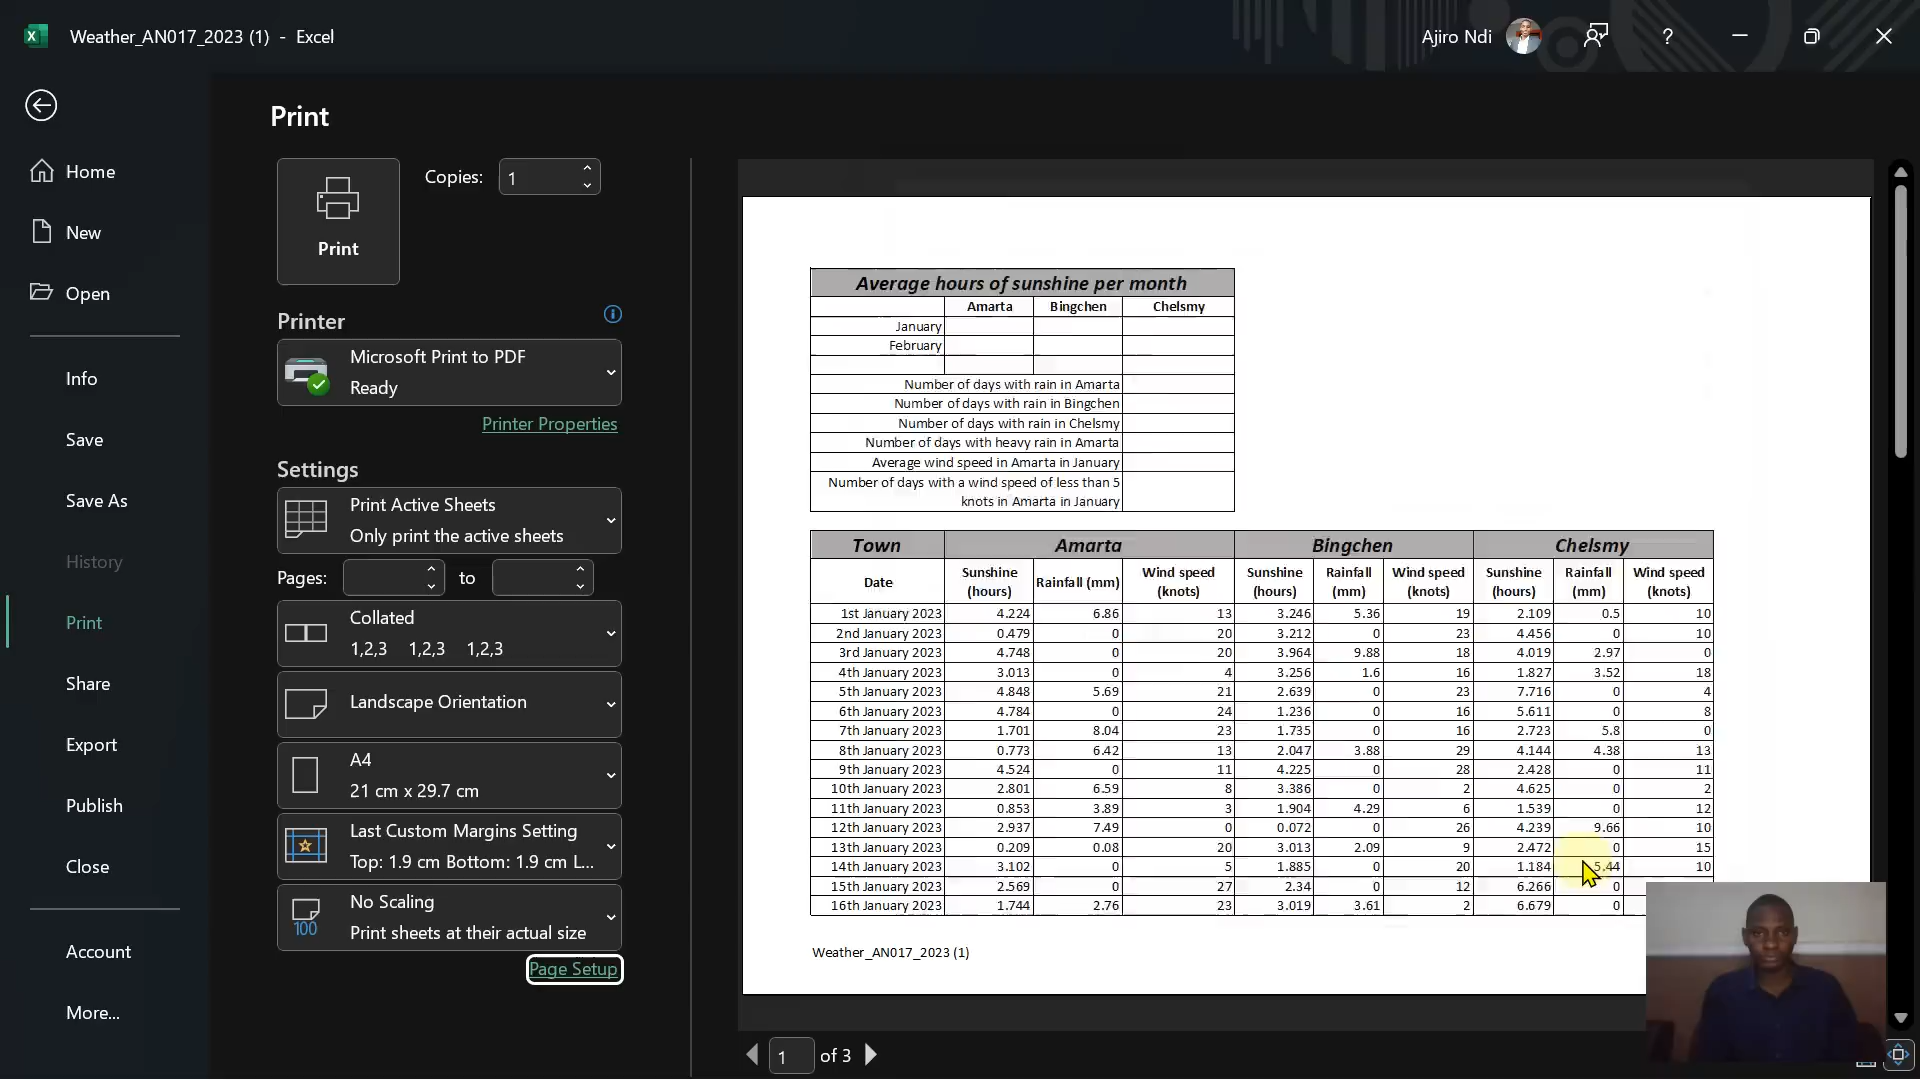 Weather_AN017_2023 (1) - Excel
Ajiro Ndi
?
Home
New
Open
Info
Save
Save As
History
Print
Share
Export
Publish
Close
Account
More...
Print
Print
Copies: 1
Printer
Microsoft Print to PDF
Ready
Printer Properties
Settings
Print Active Sheets
Only print the active sheets
Pages: to
Collated
1,2,3 1,2,3 1,2,3
Landscape Orientation
A4
21 cm x 29.7 cm
Last Custom Margins Setting
Top: 1.9 cm Bottom: 1.9 cm L...
No Scaling
100
Print sheets at their actual size
Page Setup
Average hours of sunshine per month
Amarta Bingchen Chelsmy
January
February
Number of days with rain in Amarta
Number of days with rain in Bingchen
Number of days with rain in Chelsmy
Number of days with heavy rain in Amarta
Average wind speed in Amarta in January
Number of days with a wind speed of less than 5
knots in Amarta in January
Town Amarta Bingchen Chelsmy
Date Sunshine (hours) Rainfall (mm) Wind speed (knots) Sunshine (hours) Rainfall (mm) Wind speed (knots) Sunshine (hours) Rainfall (mm) Wind speed (knots)
1st January 2023 4.224 6.86 13 3.246 5.36 19 2.109 0.5 10
2nd January 2023 0.479 0 20 3.212 0 23 4.456 0 10
3rd January 2023 4.748 0 20 3.964 9.88 18 4.019 2.97 0
4th January 2023 3.013 0 4 3.256 1.6 16 1.827 3.52 18
5th January 2023 4.848 5.69 21 2.639 0 23 7.716 0 4
6th January 2023 4.784 0 24 1.236 0 16 5.611 0 8
7th January 2023 1.701 8.04 23 1.735 0 16 2.723 5.8 0
8th January 2023 0.773 6.42 13 2.047 3.88 29 4.144 4.38 13
9th January 2023 4.524 0 11 4.225 0 28 2.428 0 11
10th January 2023 2.801 6.59 8 3.386 0 2 4.625 0 2
11th January 2023 0.853 3.89 3 1.904 4.29 6 1.539 0 12
12th January 2023 2.937 7.49 0 0.072 0 26 4.239 9.66 10
13th January 2023 0.209 0.08 20 3.013 2.09 9 2.472 0 15
14th January 2023 3.102 0 5 1.885 0 20 1.184 5.44 10
15th January 2023 2.569 0 27 2.34 0 12 6.266 0
16th January 2023 1.744 2.76 23 3.019 3.61 2 6.679 0
Weather_AN017_2023 (1)
1 of 3